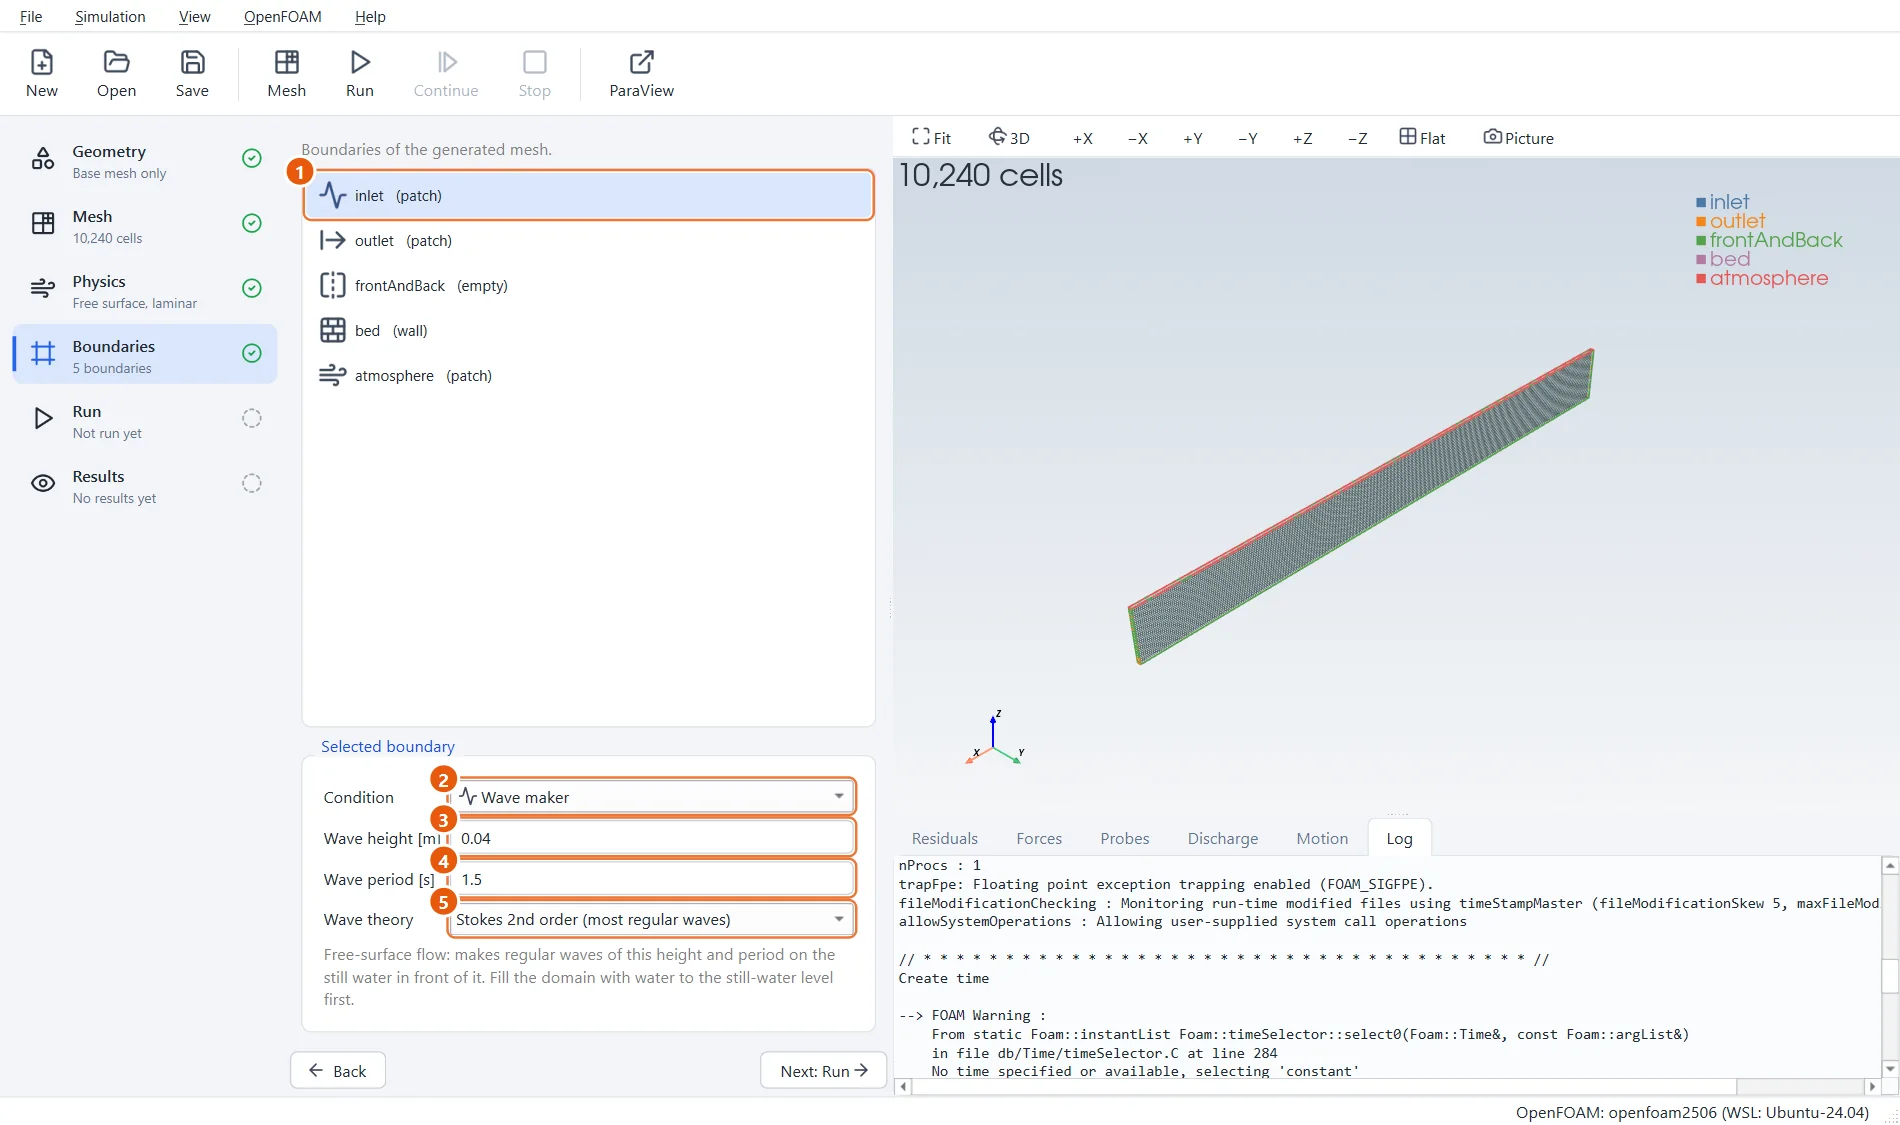 File Simulation View OpenFOAM Help
New Open Save Mesh Run Continue Stop ParaView
Geometry
Base mesh only
Mesh
10,240 cells
Physics
Free surface, laminar
Boundaries
5 boundaries
Run
Not run yet
Results
No results yet
Boundaries of the generated mesh.
1
inlet (patch)
outlet (patch)
frontAndBack (empty)
bed (wall)
atmosphere (patch)
Selected boundary
2
Condition Wave maker
3
Wave height [m] 0.04
4
Wave period [s] 1.5
5
Wave theory Stokes 2nd order (most regular waves)
Free-surface flow: makes regular waves of this height and period on the
still water in front of it. Fill the domain with water to the still-water level
first.
Back Next: Run
Fit 3D +X −X +Y −Y +Z −Z Flat Picture
10,240 cells
inlet
outlet
frontAndBack
bed
atmosphere
Z
X Y
Residuals Forces Probes Discharge Motion Log
nProcs : 1
trapFpe: Floating point exception trapping enabled (FOAM_SIGFPE).
fileModificationChecking : Monitoring run-time modified files using timeStampMaster (fileModificationSkew 5, maxFileMod
allowSystemOperations : Allowing user-supplied system call operations
// * * * * * * * * * * * * * * * * * * * * * * * * * * * * * * * * * * * * * //
Create time
--> FOAM Warning :
From static Foam::instantList Foam::timeSelector::select0(Foam::Time&, const Foam::argList&)
in file db/Time/timeSelector.C at line 284
No time specified or available, selecting 'constant'
OpenFOAM: openfoam2506 (WSL: Ubuntu-24.04)